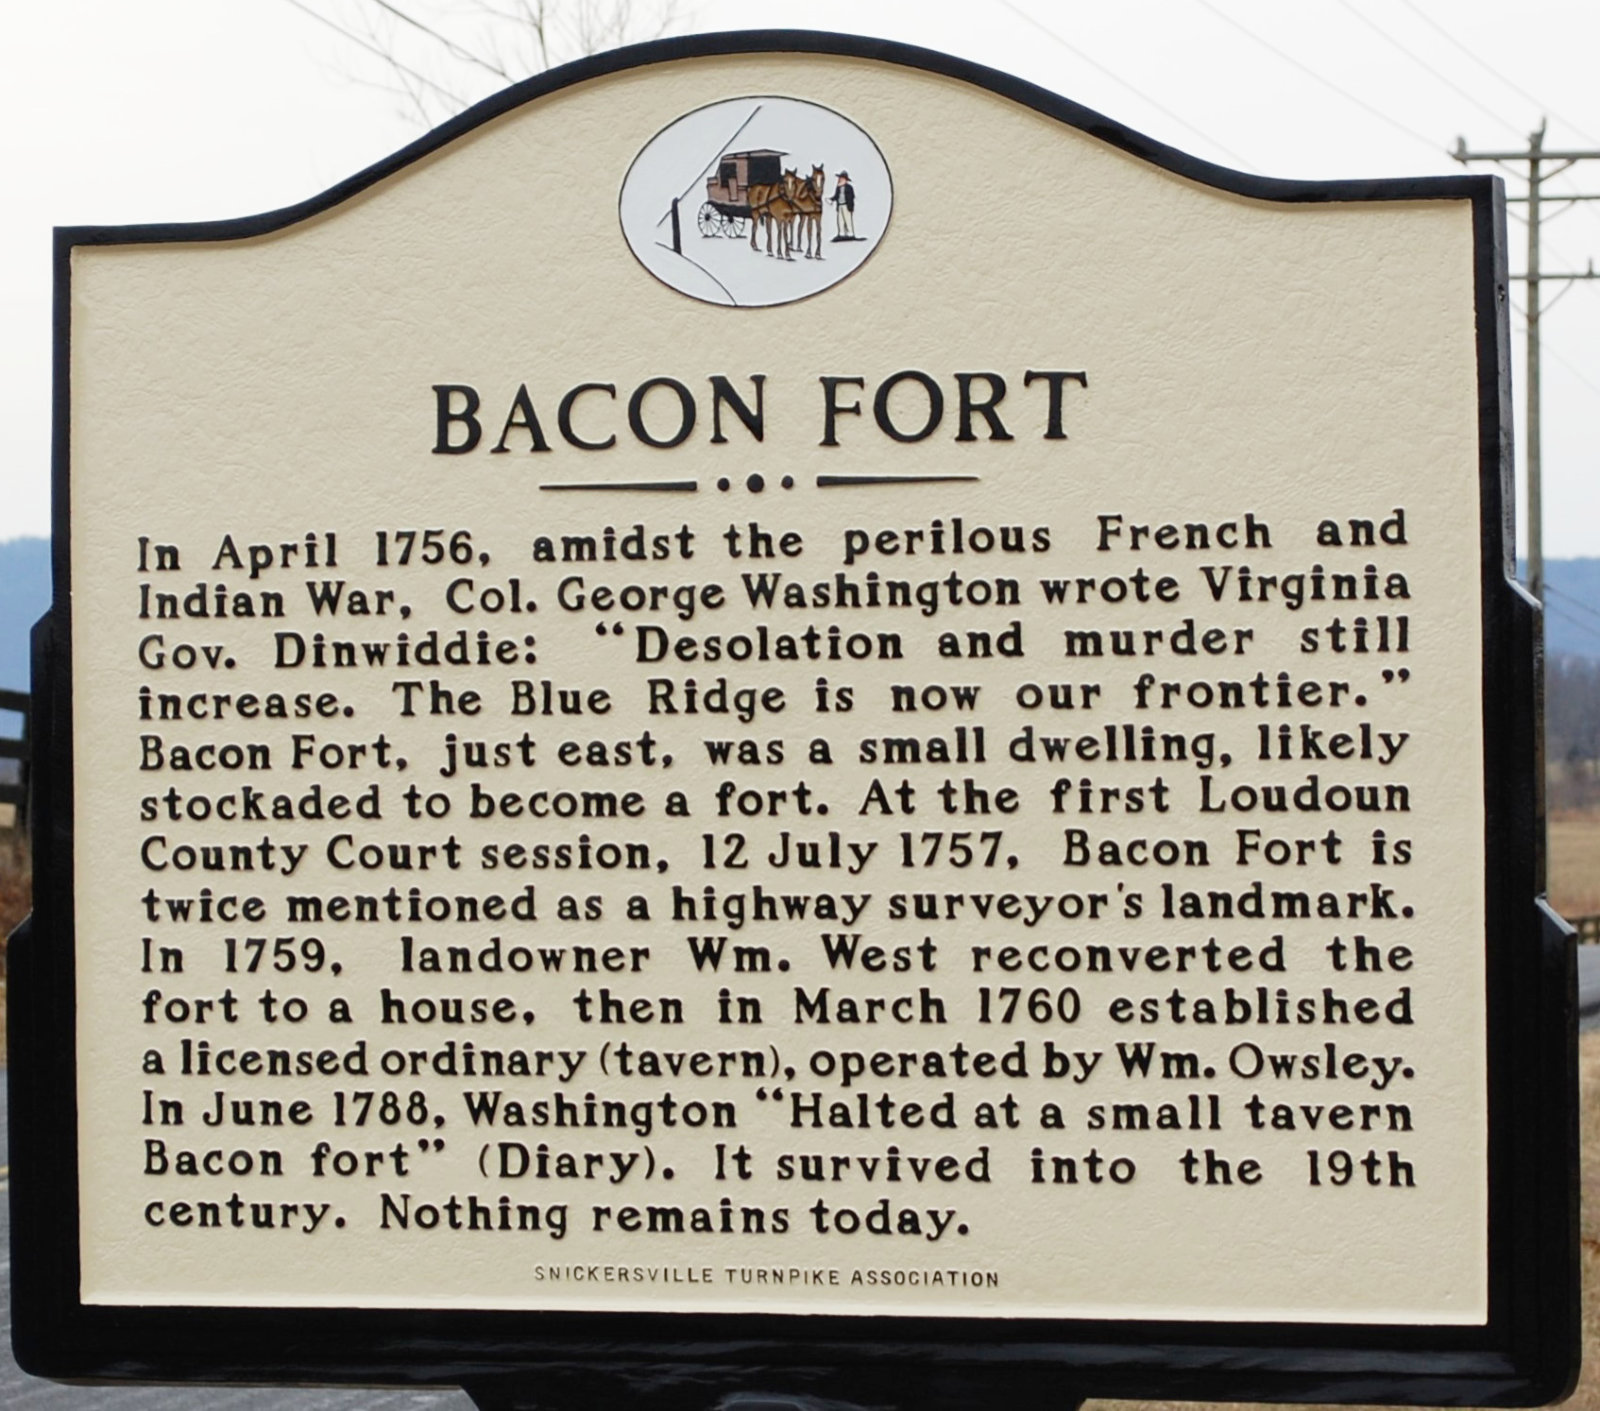 BACON FORT
In April 1756, amidst the perilous French and
Indian War, Col. George Washington wrote Virginia
Gov. Dinwiddie: “Desolation and murder still
increase. The Blue Ridge is now our frontier.”
Bacon Fort, just east, was a small dwelling, likely
stockaded to become a fort. At the first Loudoun
County Court session, 12 July 1757, Bacon Fort is
twice mentioned as a highway surveyor's landmark.
In 1759, landowner Wm. West reconverted the
fort to a house, then in March 1760 established
a licensed ordinary (tavern), operated by Wm. Owsley.
In June 1788, Washington “Halted at a small tavern
Bacon fort” (Diary). It survived into the 19th
century. Nothing remains today.
SNICKERSVILLE TURNPIKE ASSOCIATION